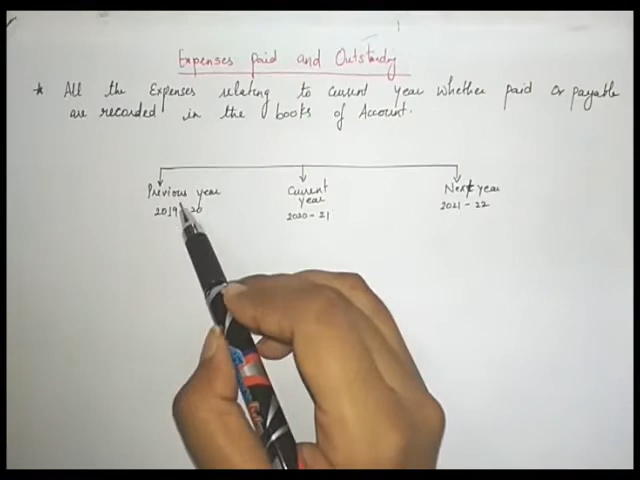 Expenses paid and Outstanding
* All the Expenses relating to current year whether paid or payable
are recorded in the books of Account.
Previous year Current Next year
year
2019-20 2020-21 2021-22